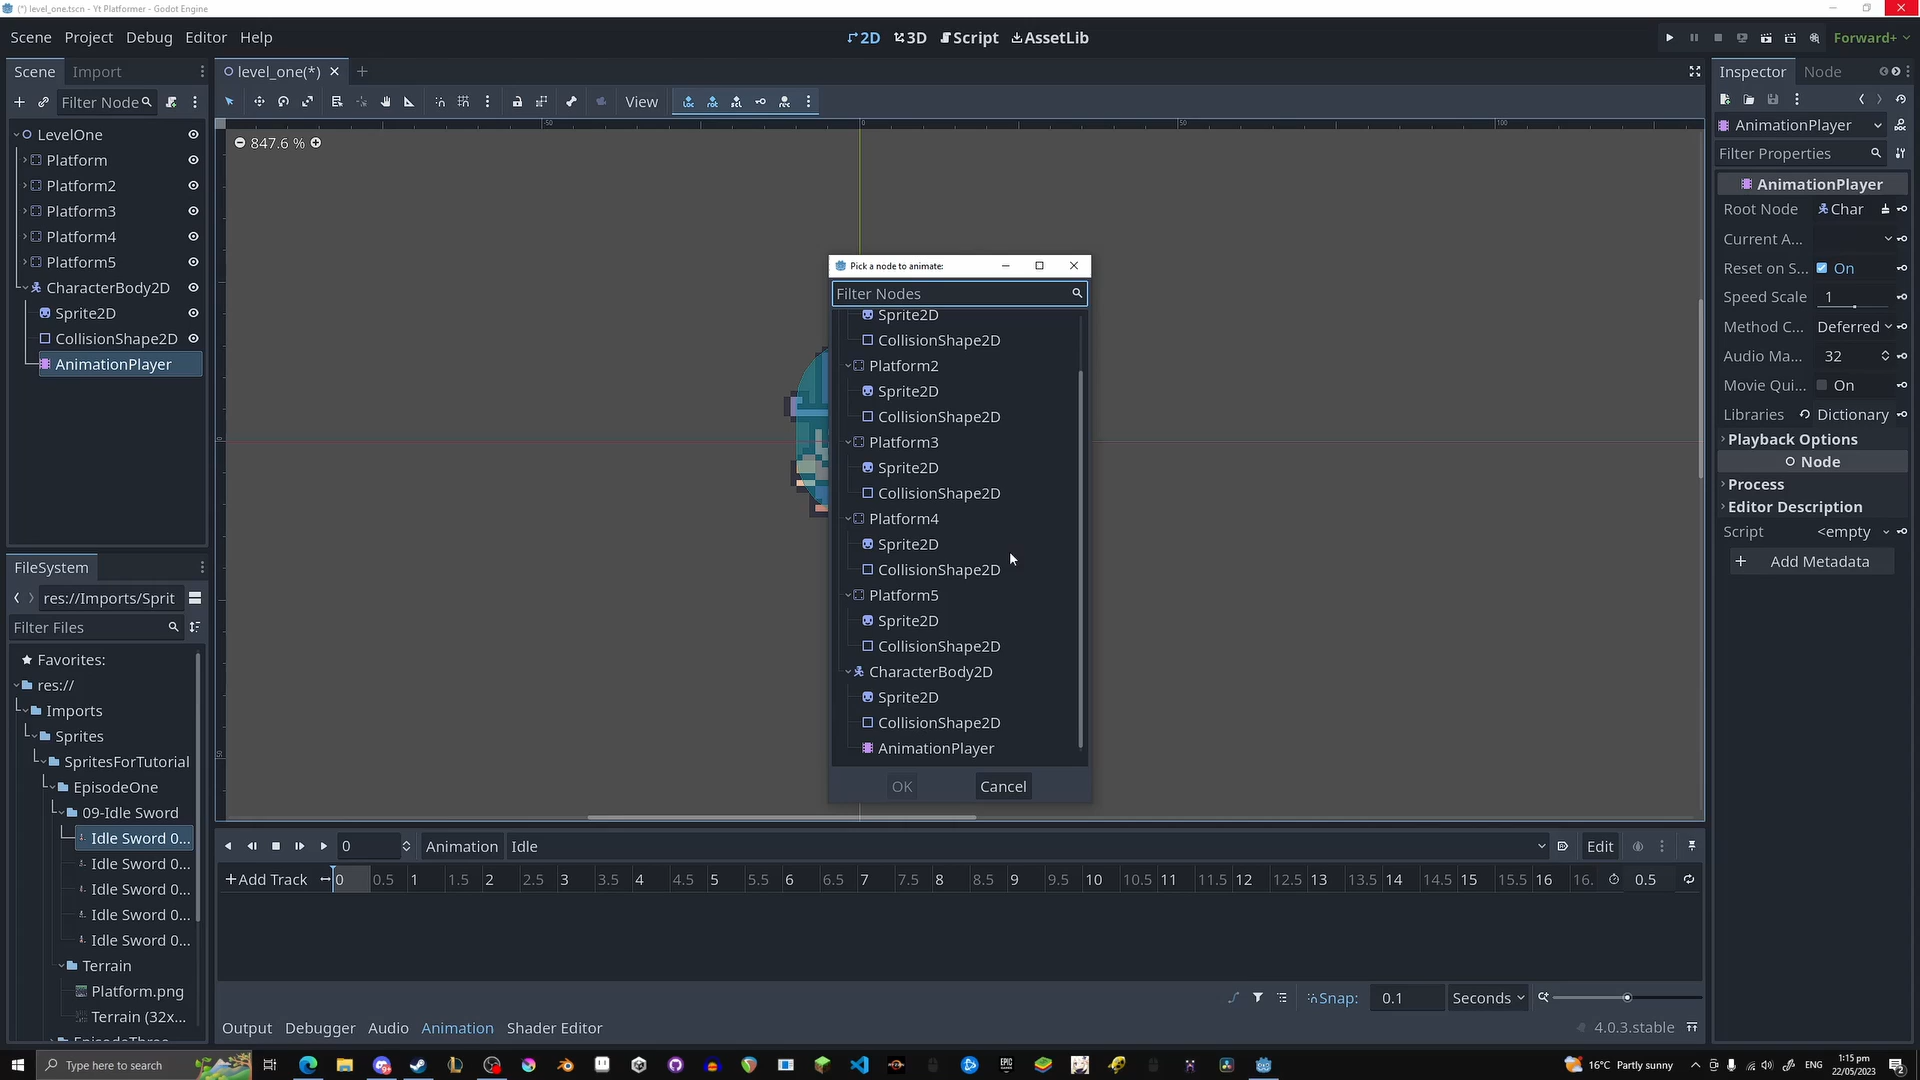 (*) level_one.tscn - Yt Platformer - Godot Engine
Scene Project Debug Editor Help
2D 3D Script AssetLib
Forward+
Scene Import
level_one(*)
Inspector Node
Filter Node
View
LevelOne
Platform
Platform2
Platform3
Platform4
Platform5
CharacterBody2D
Sprite2D
CollisionShape2D
AnimationPlayer
847.6 %
-50 0 50 100
0
50
Pick a node to animate:
Filter Nodes
Sprite2D
CollisionShape2D
Platform2
Sprite2D
CollisionShape2D
Platform3
Sprite2D
CollisionShape2D
Platform4
Sprite2D
CollisionShape2D
Platform5
Sprite2D
CollisionShape2D
CharacterBody2D
Sprite2D
CollisionShape2D
AnimationPlayer
OK Cancel
AnimationPlayer
Filter Properties
AnimationPlayer
Root Node Char
Current A...
Reset on S... On
Speed Scale 1
Method C... Deferred
Audio Ma... 32
Movie Qui... On
Libraries Dictionary
Playback Options
Node
Process
Editor Description
Script <empty
Add Metadata
FileSystem
res://Imports/Sprit
Filter Files
Favorites:
res://
Imports
Sprites
SpritesForTutorial
EpisodeOne
09-Idle Sword
Idle Sword 0...
Idle Sword 0...
Idle Sword 0...
Idle Sword 0...
Idle Sword 0...
Terrain
Platform.png
Terrain (32x...
0 Animation Idle Edit
+Add Track 0 0.5 1 1.5 2 2.5 3 3.5 4 4.5 5 5.5 6 6.5 7 7.5 8 8.5 9 9.5 10 10.5 11 11.5 12 12.5 13 13.5 14 14.5 15 15.5 16 16. 0.5
Snap: 0.1 Seconds
Output Debugger Audio Animation Shader Editor
4.0.3.stable
Type here to search
16°C Partly sunny
ENG
1:15 pm
22/05/2023